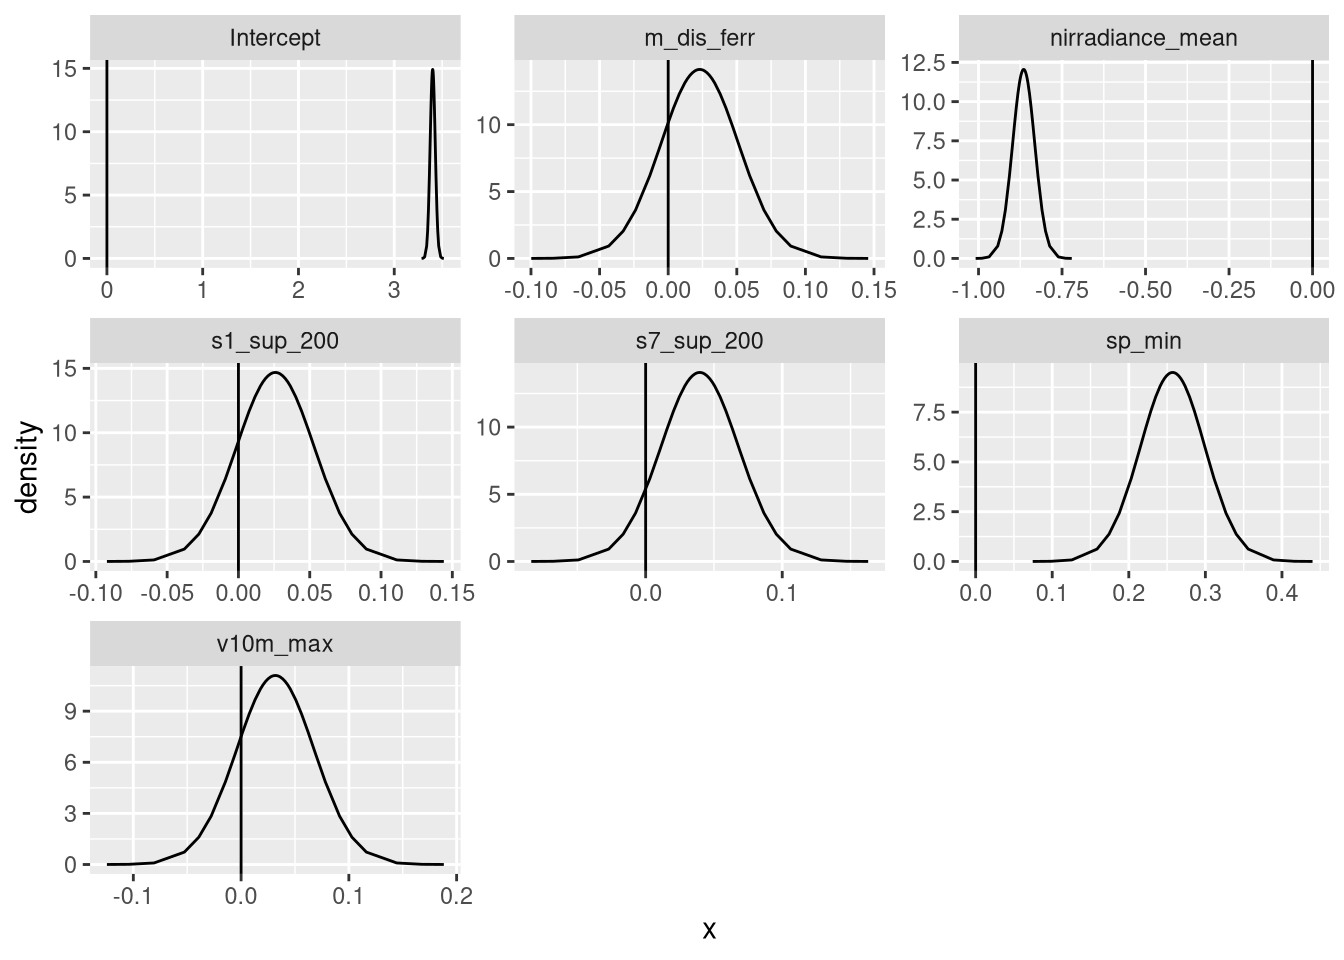 Intercept m_dis_ferr nirradiance_mean
15 10 5 0
10 5 0
12.5 10.0 7.5 5.0 2.5 0.0
0 1 2 3
-0.10 -0.05 0.00 0.05 0.10 0.15
-1.00 -0.75 -0.50 -0.25 0.00
s1_sup_200 s7_sup_200 sp_min
15 10 5 0
10 5 0
7.5 5.0 2.5 0.0
-0.10 -0.05 0.00 0.05 0.10 0.15
0.0 0.1
0.0 0.1 0.2 0.3 0.4
v10m_max
9 6 3 0
-0.1 0.0 0.1 0.2
density
x